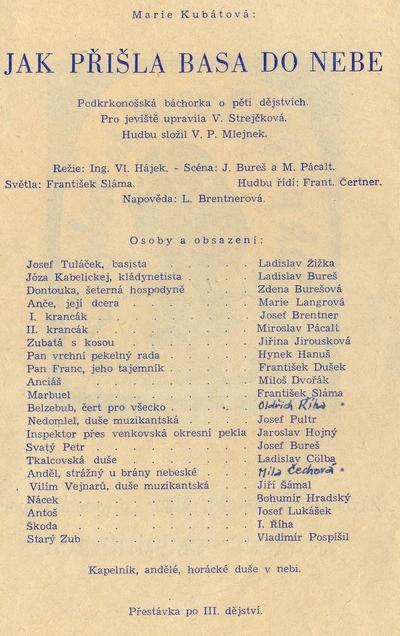 Marie Kubátová:
JAK PŘIŠLA BASA DO NEBE
Podkrkonošská báchorka o pěti dějstvích.
Pro jeviště upravila V. Strejčková.
Hudbu složil V. P. Mlejnek.
Režie: Ing. Vl. Hájek. - Scéna: J. Bureš a M. Pácalt.
Světla: František Sláma. Hudbu řídí: Frant. Čertner.
Napověda: L. Brentnerová.
Osoby a obsazení:
Josef Tuláček, basista . . . . Ladislav Žižka
Józa Kabelickej, kládynetista . . . . Ladislav Bureš
Dontouka, šeterná hospodyně . . . . Zdena Burešová
Anče, její dcera . . . . Marie Langrová
I. krancák . . . . Josef Brentner
II. krancák . . . . Miroslav Pácalt
Zubatá s kosou . . . . Jiřina Jirousková
Pan vrchní pekelný rada . . . . Hynek Hanuš
Pan Franc, jeho tajemník . . . . František Dušek
Anciáš . . . . Miloš Dvořák
Marbuel . . . . František Sláma
Belzebub, čert pro všecko . . . . Oldřich Říha
Nedomlel, duše muzikantská . . . . Josef Pultr
Inspektor přes venkovská okresní pekla Jaroslav Hojný
Svatý Petr . . . . Josef Bureš
Tkalcovská duše . . . . Ladislav Cölba
Anděl, strážný u brány nebeské . . . . Mila Čechová
Vilím Vejnarů, duše muzikantská . . . . Jiří Šámal
Nácek . . . . Bohumír Hradský
Antoš . . . . Josef Lukášek
Škoda . . . . I. Říha
Starý Zub . . . . Vladimír Pospíšil
Kapelník, andělé, horácké duše v nebi.
Přestávka po III. dějství.